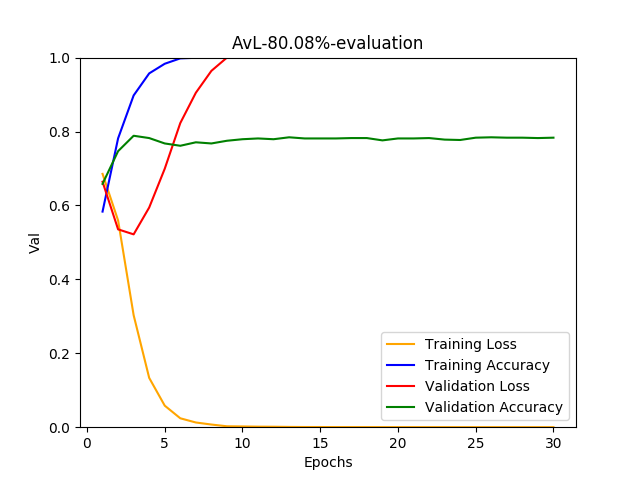 AvL-80.08%-evaluation
1.0
0.8
0.6
0.4
0.2
0.0
Val
0 5 10 15 20 25 30
Epochs
Training Loss
Training Accuracy
Validation Loss
Validation Accuracy